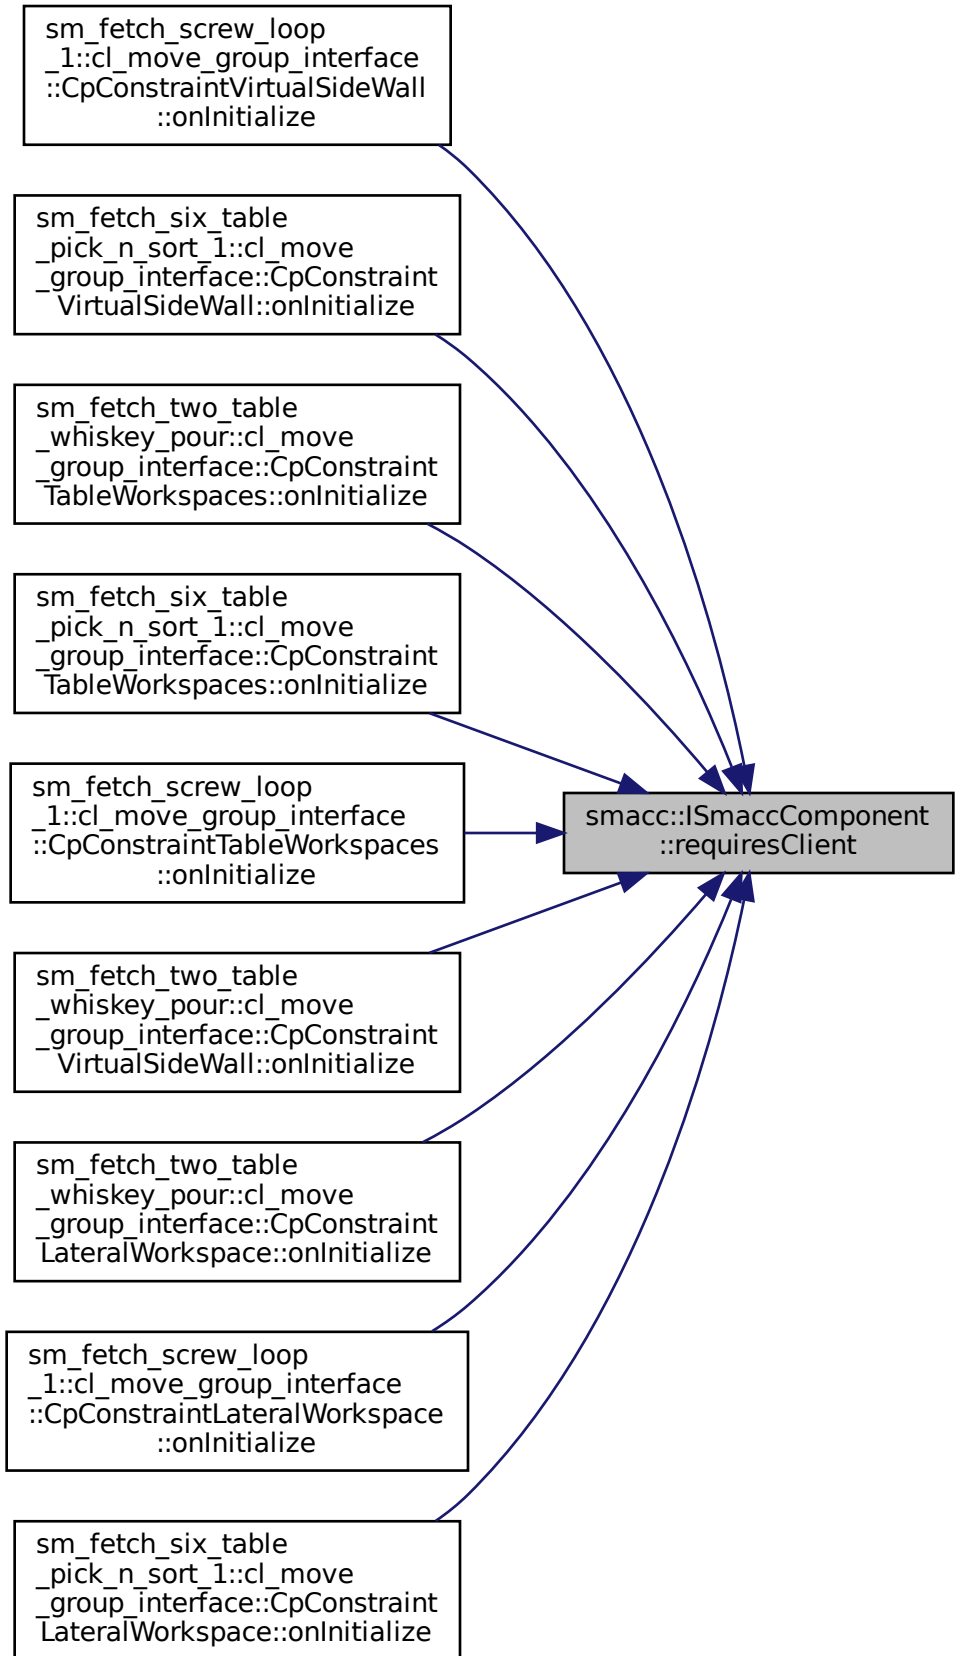 sm_fetch_screw_loop
_1::cl_move_group_interface
::CpConstraintVirtualSideWall
::onInitialize
sm_fetch_six_table
_pick_n_sort_1::cl_move
_group_interface::CpConstraint
VirtualSideWall::onInitialize
sm_fetch_two_table
_whiskey_pour::cl_move
_group_interface::CpConstraint
TableWorkspaces::onInitialize
sm_fetch_six_table
_pick_n_sort_1::cl_move
_group_interface::CpConstraint
TableWorkspaces::onInitialize
sm_fetch_screw_loop
_1::cl_move_group_interface
::CpConstraintTableWorkspaces
::onInitialize
smacc::ISmaccComponent
::requiresClient
sm_fetch_two_table
_whiskey_pour::cl_move
_group_interface::CpConstraint
VirtualSideWall::onInitialize
sm_fetch_two_table
_whiskey_pour::cl_move
_group_interface::CpConstraint
LateralWorkspace::onInitialize
sm_fetch_screw_loop
_1::cl_move_group_interface
::CpConstraintLateralWorkspace
::onInitialize
sm_fetch_six_table
_pick_n_sort_1::cl_move
_group_interface::CpConstraint
LateralWorkspace::onInitialize